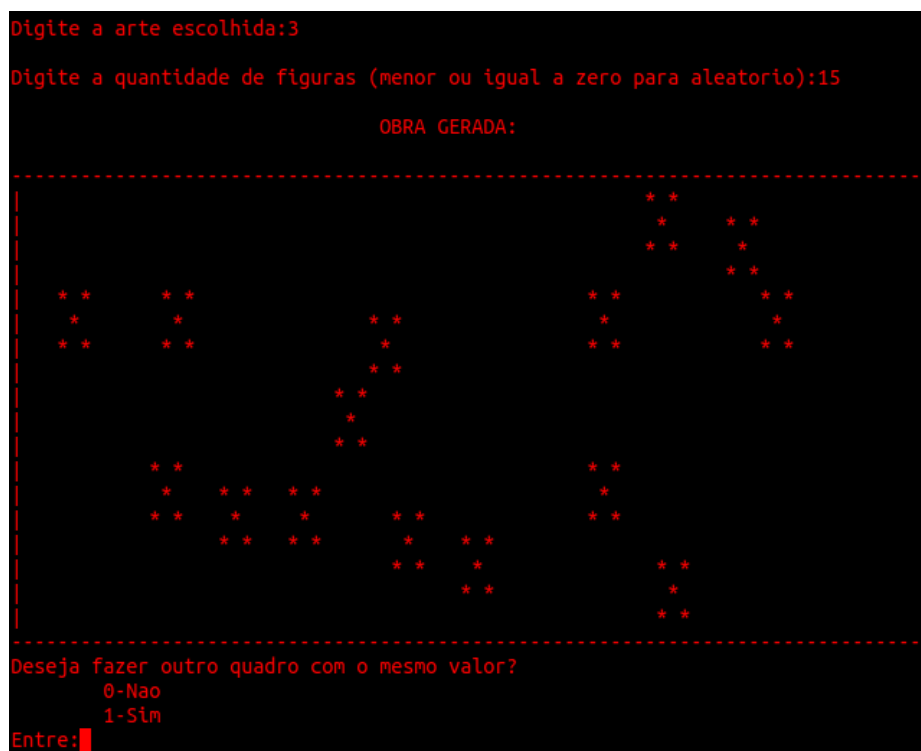 Digite a arte escolhida:3
Digite a quantidade de figuras (menor ou igual a zero para aleatorio):15
OBRA GERADA:
Deseja fazer outro quadro com o mesmo valor?
0-Nao
1-Sim
Entre: